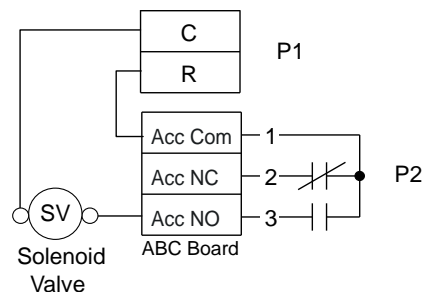 C
P1
R
Acc Com
1
Acc NC
2
P2
Acc NO
3
SV
ABC Board
Solenoid
Valve